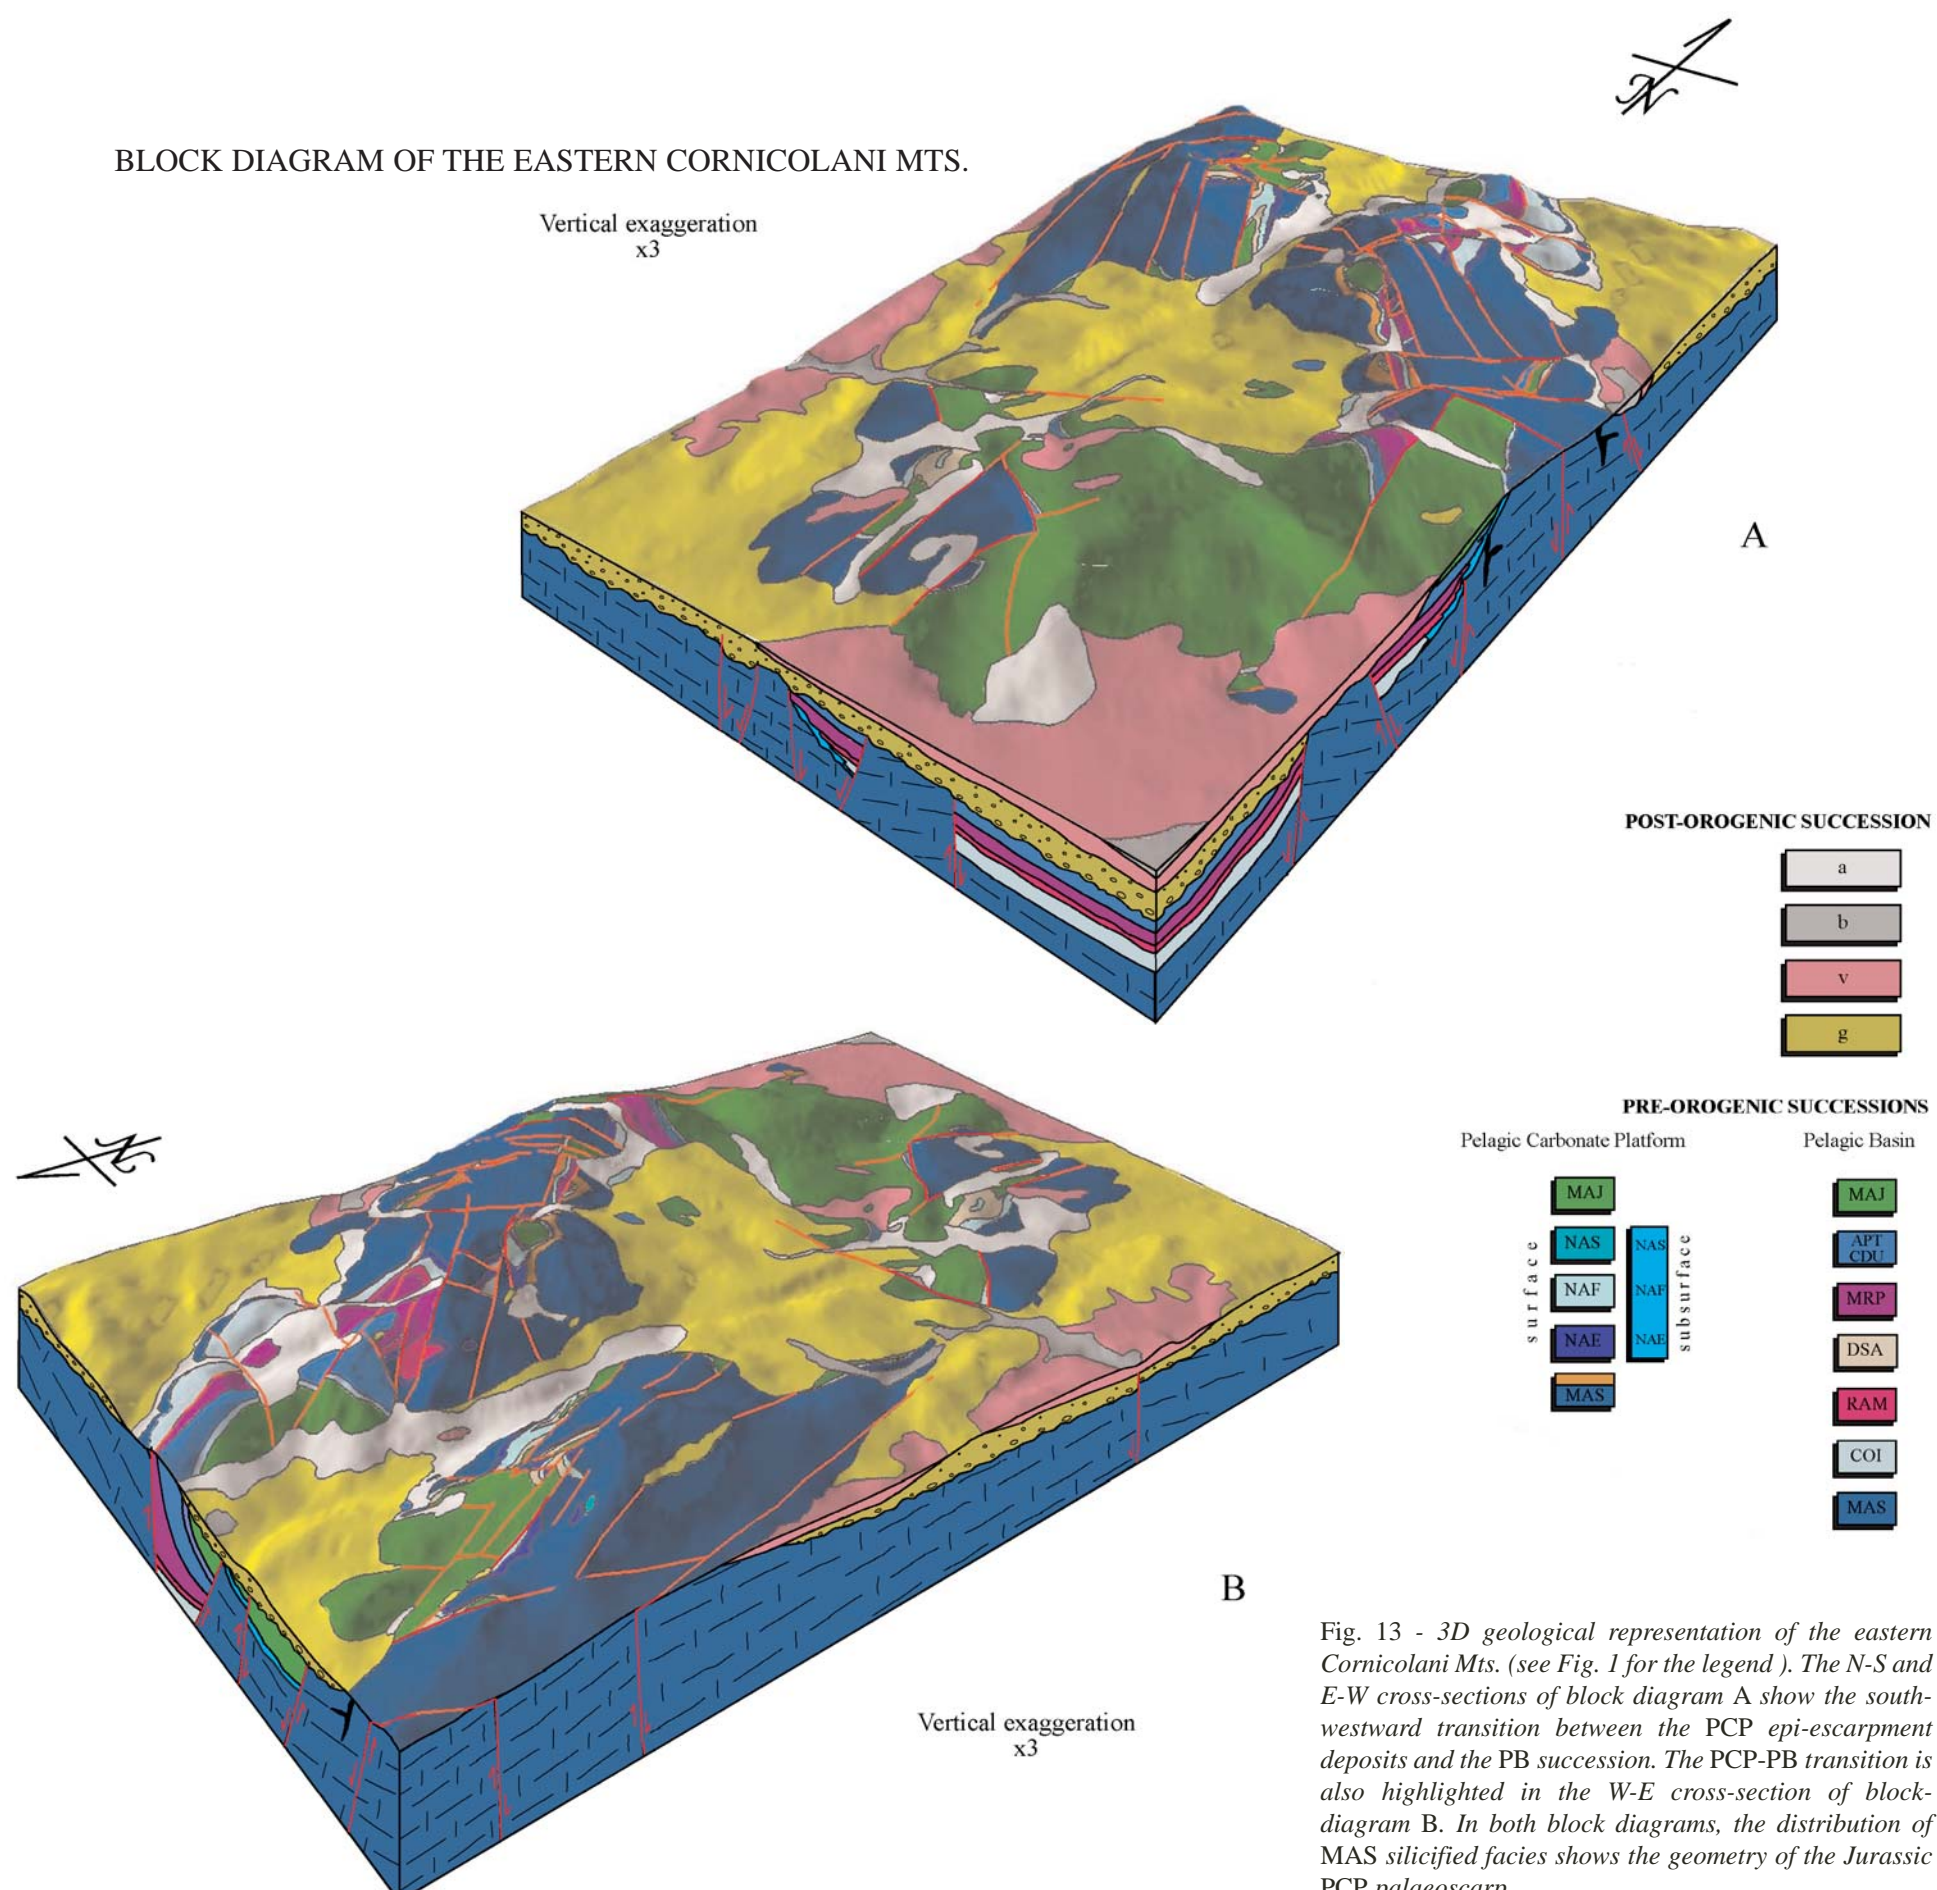 BLOCK DIAGRAM OF THE EASTERN CORNICOLANI MTS.
Vertical exaggeration
x3
N
A
POST-OROGENIC SUCCESSION
a
b
v
g
PRE-OROGENIC SUCCESSIONS
Pelagic Carbonate Platform
Pelagic Basin
surface
MAJ
NAS
NAF
NAE
MAS
NAS
NAF
NAE
subsurface
MAJ
APT
CDU
MRP
DSA
RAM
COI
MAS
N
B
Vertical exaggeration
x3
Fig. 13 - 3D geological representation of the eastern
Cornicolani Mts. (see Fig. 1 for the legend ). The N-S and
E-W cross-sections of block diagram A show the south-
westward transition between the PCP epi-escarpment
deposits and the PB succession. The PCP-PB transition is
also highlighted in the W-E cross-section of block-
diagram B. In both block diagrams, the distribution of
MAS silicified facies shows the geometry of the Jurassic
PCP palaeoscarp